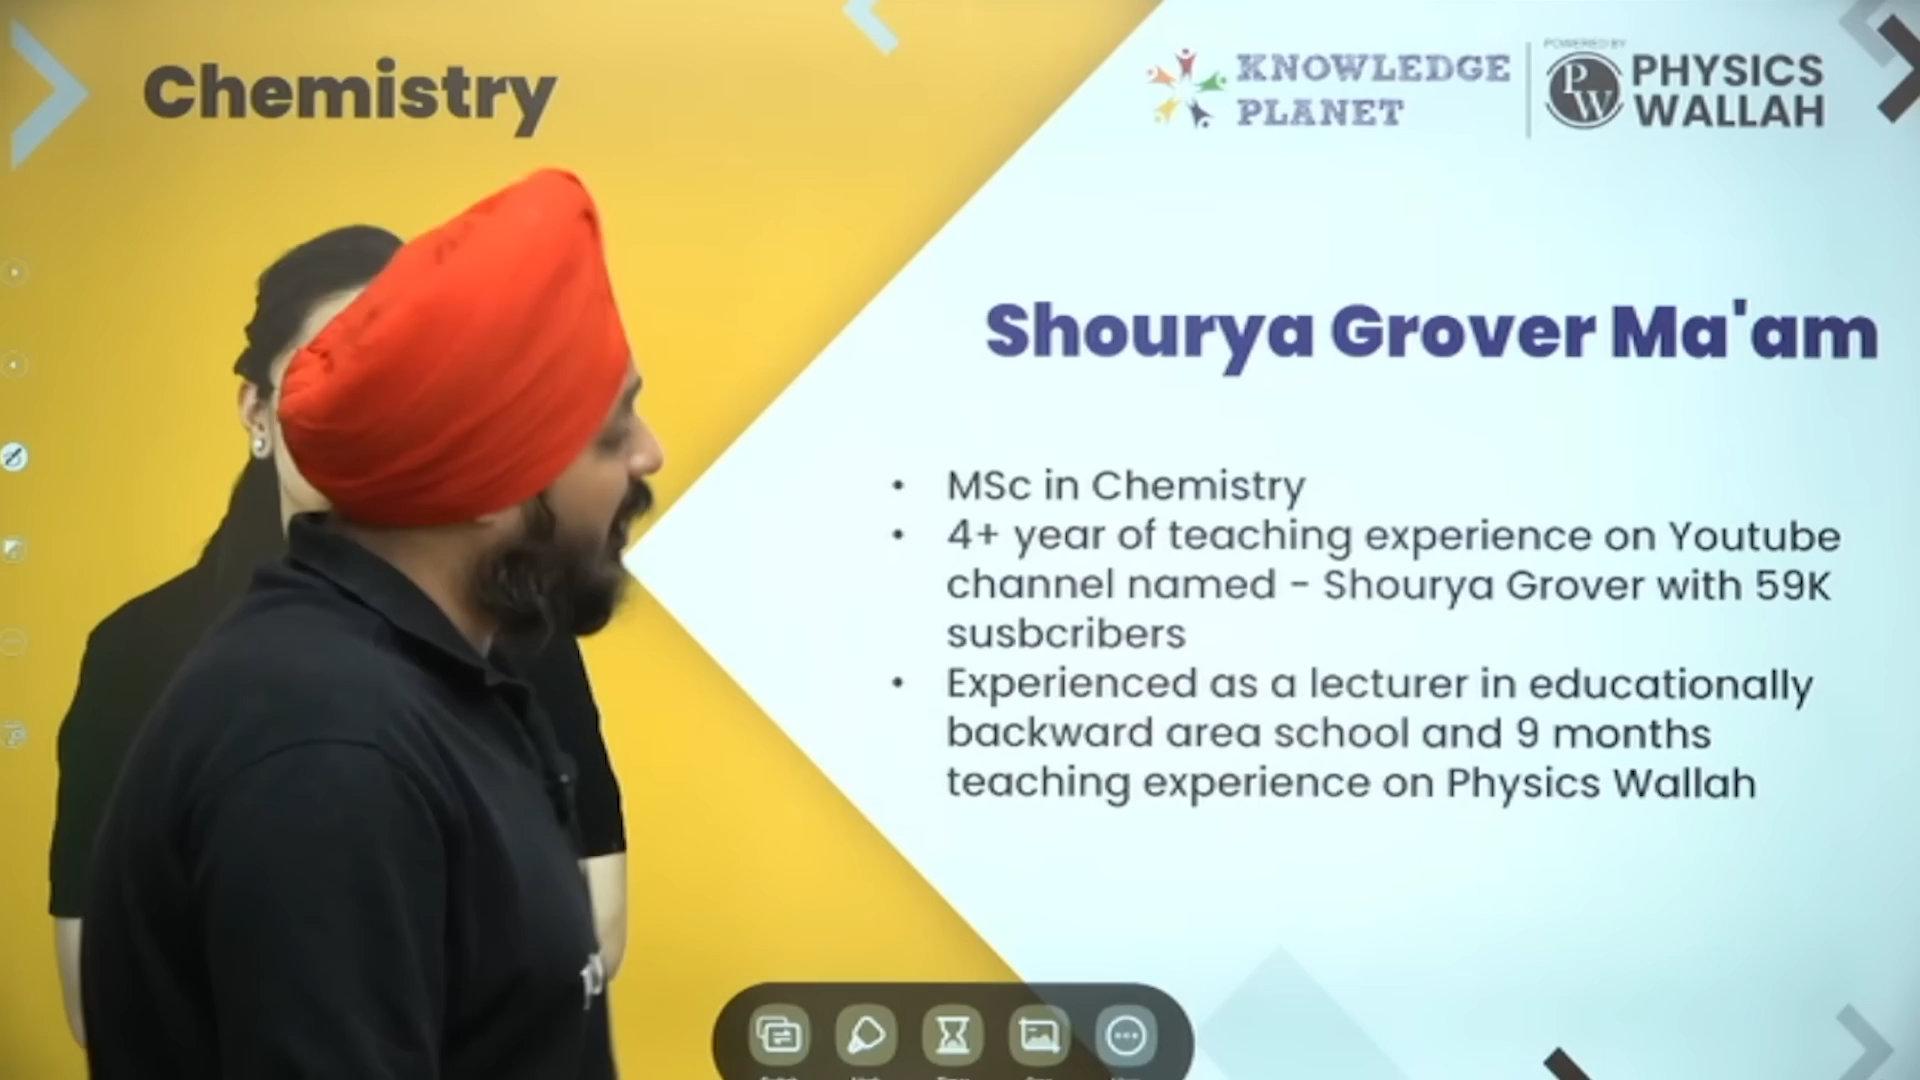 Chemistry
KNOWLEDGE
PLANET
POWERED BY
PHYSICS
WALLAH
PW
Shourya Grover Ma'am
• MSc in Chemistry
• 4+ year of teaching experience on Youtube
channel named - Shourya Grover with 59K
susbcribers
• Experienced as a lecturer in educationally
backward area school and 9 months
teaching experience on Physics Wallah